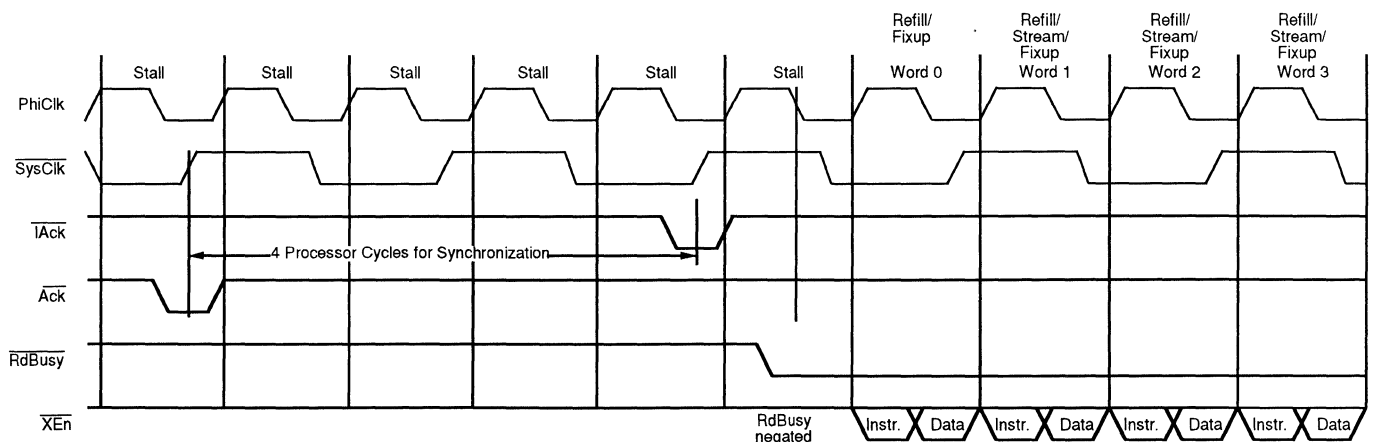 Refill/
Fixup
Refill/
Stream/
Fixup
Refill/
Stream/
Fixup
Refill/
Stream/
Fixup
Stall
Stall
Stall
Stall
Stall
Stall
Word 0
Word 1
Word 2
Word 3
PhiClk
SysClk
IAck
4 Processor Cycles for Synchronization
Ack
RdBusy
XEn
RdBusy
negated
Instr.
Data
Instr.
Data
Instr.
Data
Instr.
Data